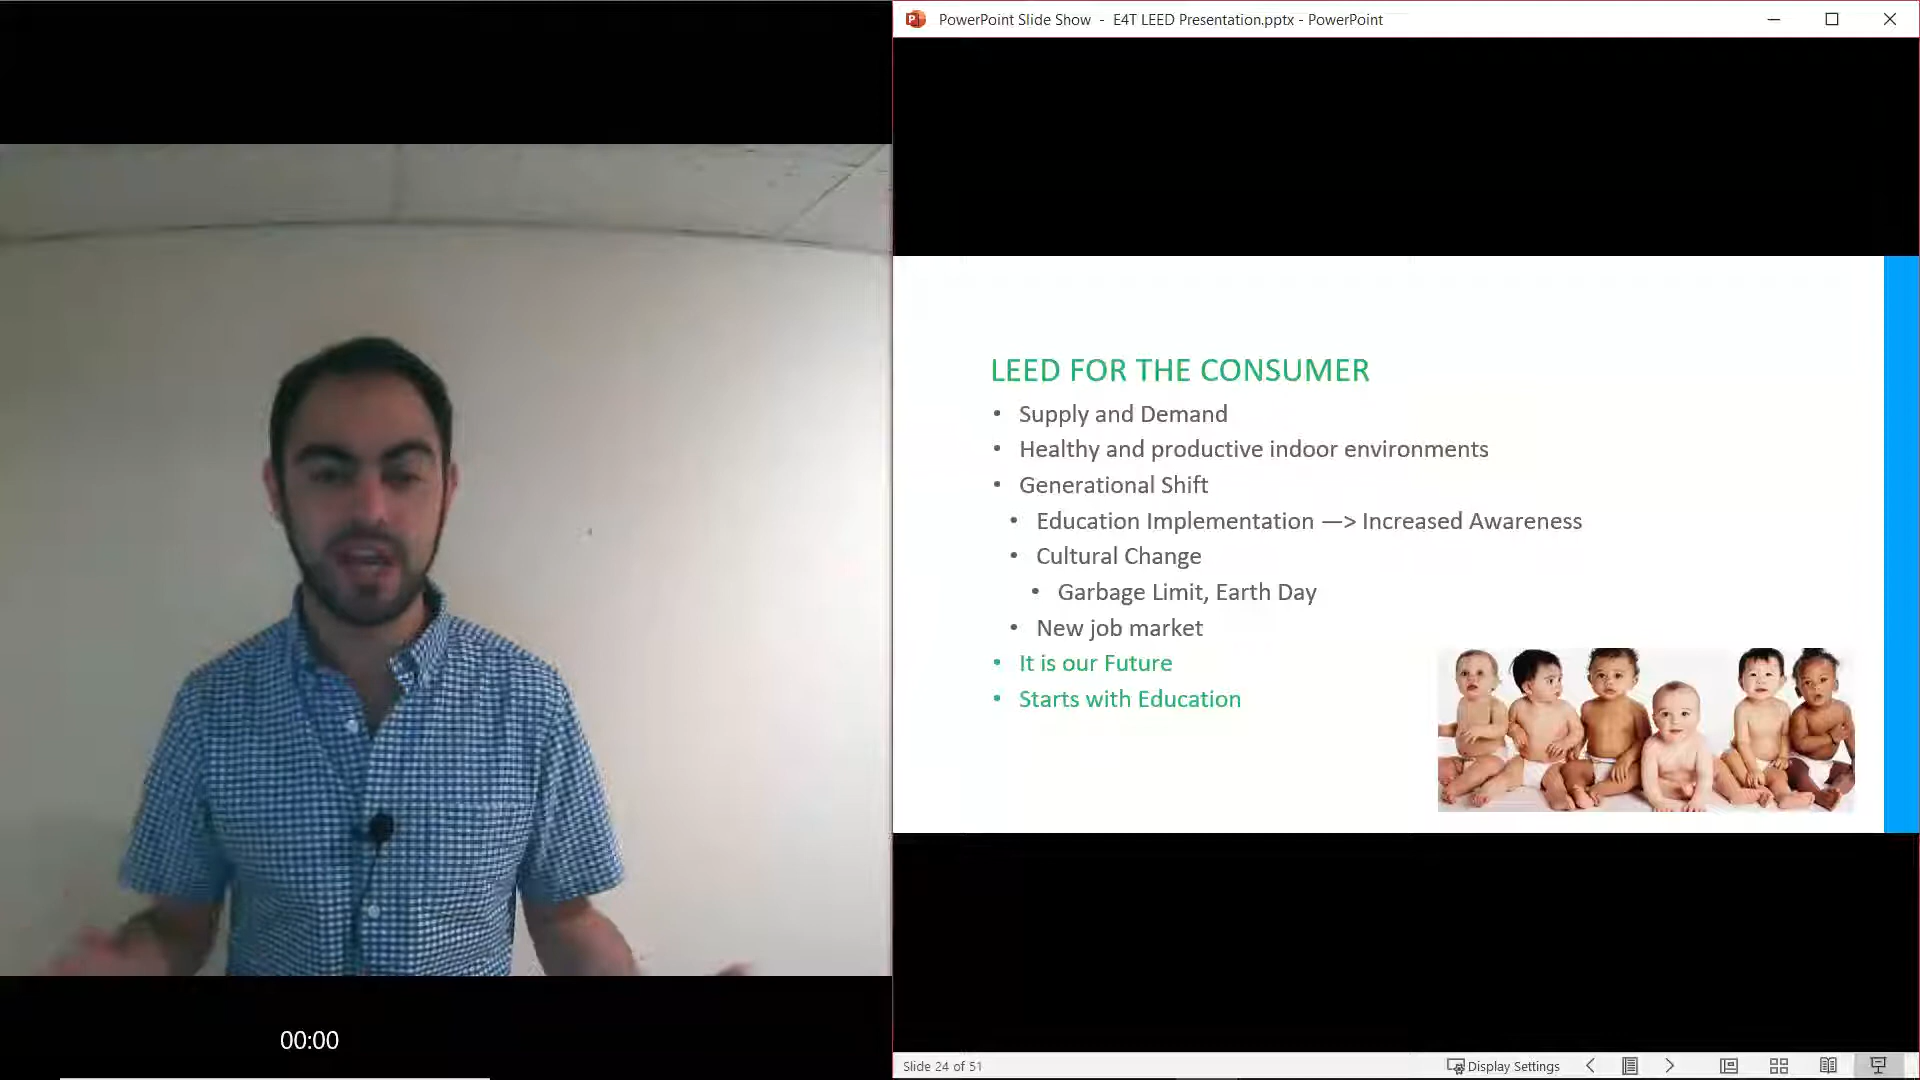 PowerPoint Slide Show - E4T LEED Presentation.pptx - PowerPoint
LEED FOR THE CONSUMER
• Supply and Demand
• Healthy and productive indoor environments
• Generational Shift
• Education Implementation —> Increased Awareness
• Cultural Change
• Garbage Limit, Earth Day
• New job market
• It is our Future
• Starts with Education
00:00
Slide 24 of 51
Display Settings